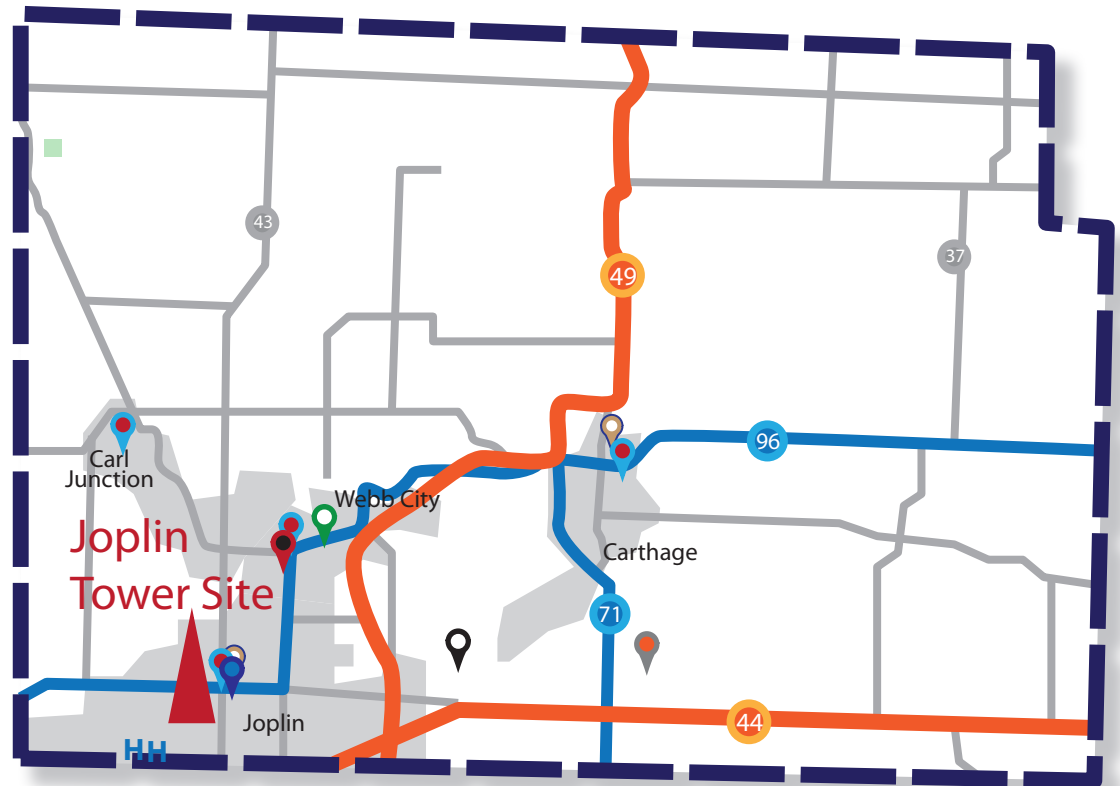 43
37
49
96
Carl
Junction
Webb City
Joplin
Tower Site
Carthage
71
Joplin
44
HH